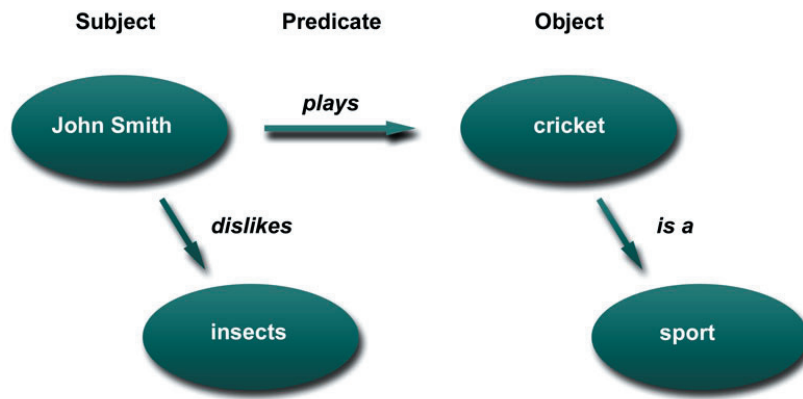 Subject Predicate Object
plays
John Smith cricket
dislikes is a
insects sport